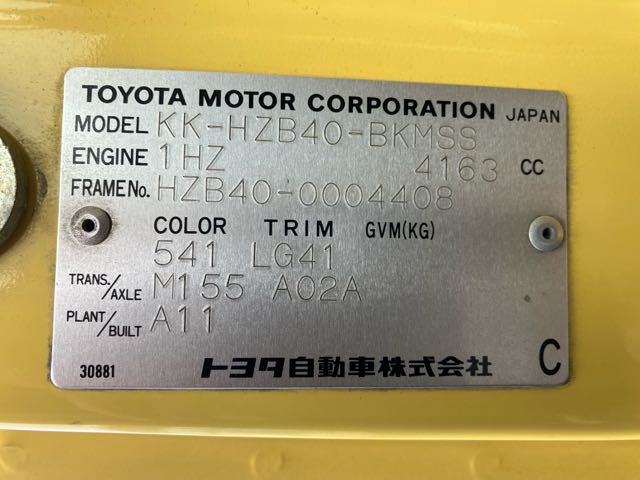 TOYOTA MOTOR CORPORATION JAPAN
MODEL KK-HZB40-BKMSS
ENGINE 1HZ 4163 CC
FRAME No. HZB40-0004408
COLOR TRIM GVM(KG)
541 LG41
TRANS./AXLE M155 A02A
PLANT/BUILT A11
30881 トヨタ自動車株式会社 C